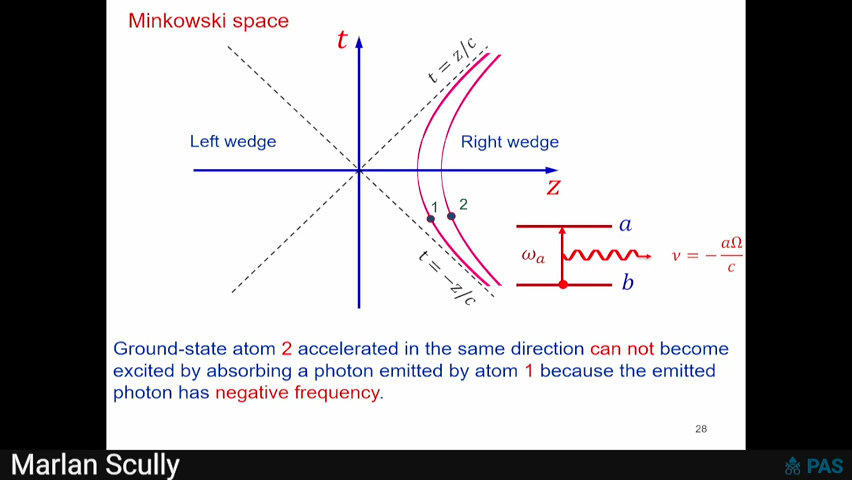 Minkowski space
t
t = z/c
Left wedge
Right wedge
z
1
2
a
ωa
ν = − aΩ/c
t = −z/c
b
Ground-state atom 2 accelerated in the same direction can not become
excited by absorbing a photon emitted by atom 1 because the emitted
photon has negative frequency.
28
Marlan Scully
PAS